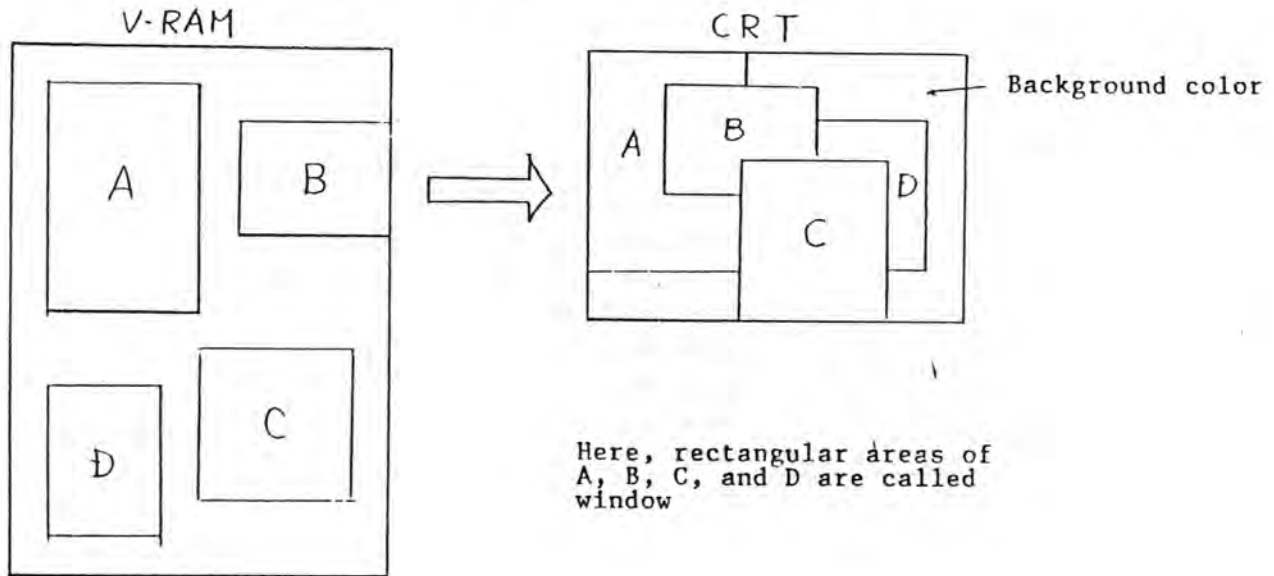 V-RAM
A
B
C
D
CRT
A
B
C
D
Background color
Here, rectangular areas of
A, B, C, and D are called
window